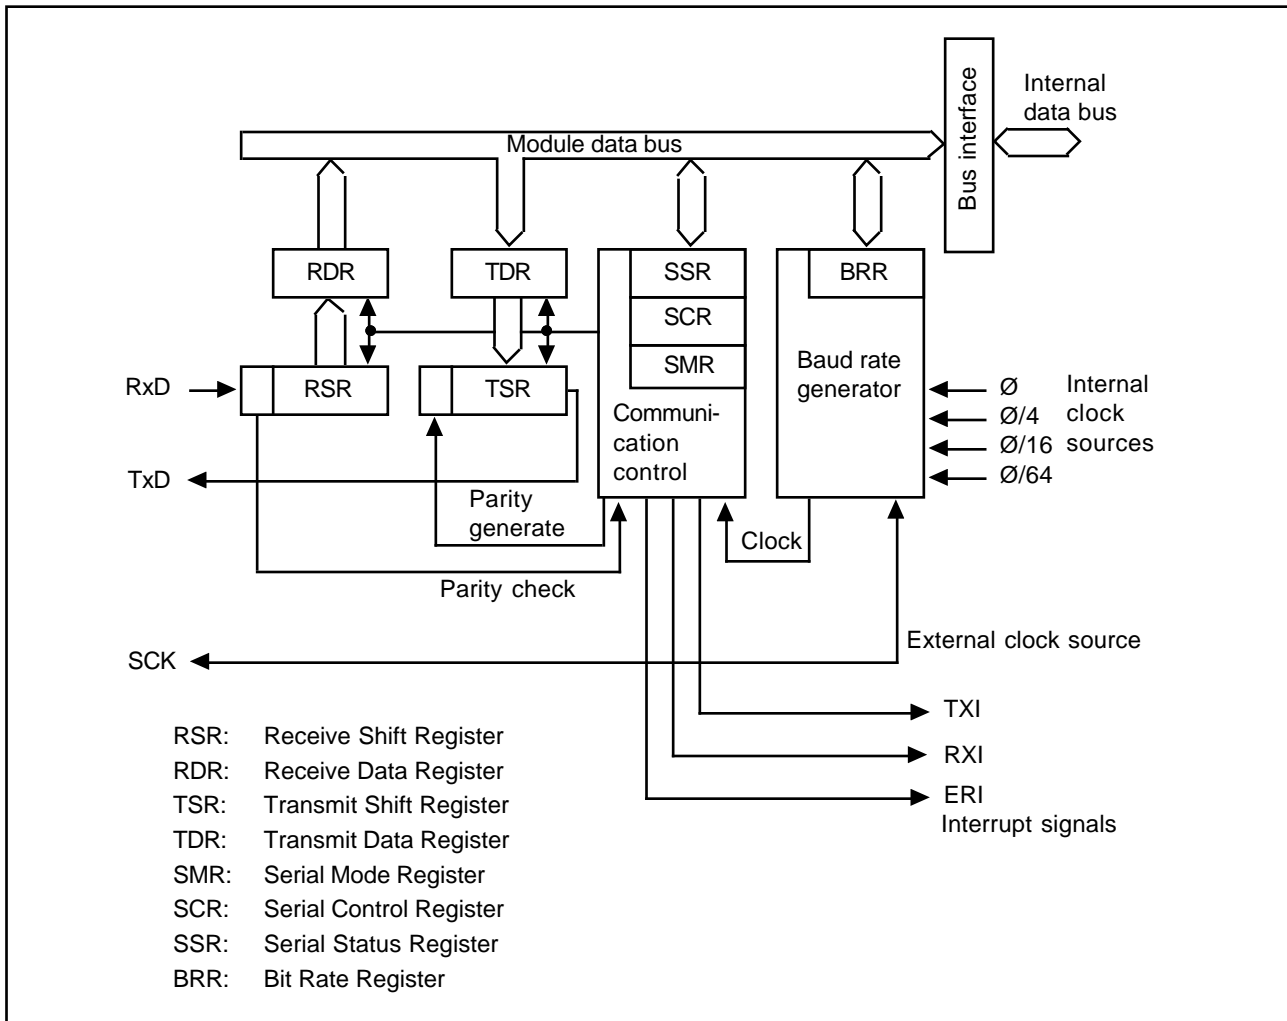 Internal
data bus
Bus interface
Module data bus
RDR
TDR
SSR
BRR
SCR
SMR
RxD
RSR
TSR
Baud rate
generator
Ø
Ø/4
Ø/16
Ø/64
Internal
clock
sources
Communi-
cation
control
TxD
Parity
generate
Clock
Parity check
External clock source
SCK
TXI
RXI
ERI
Interrupt signals
RSR: Receive Shift Register
RDR: Receive Data Register
TSR: Transmit Shift Register
TDR: Transmit Data Register
SMR: Serial Mode Register
SCR: Serial Control Register
SSR: Serial Status Register
BRR: Bit Rate Register